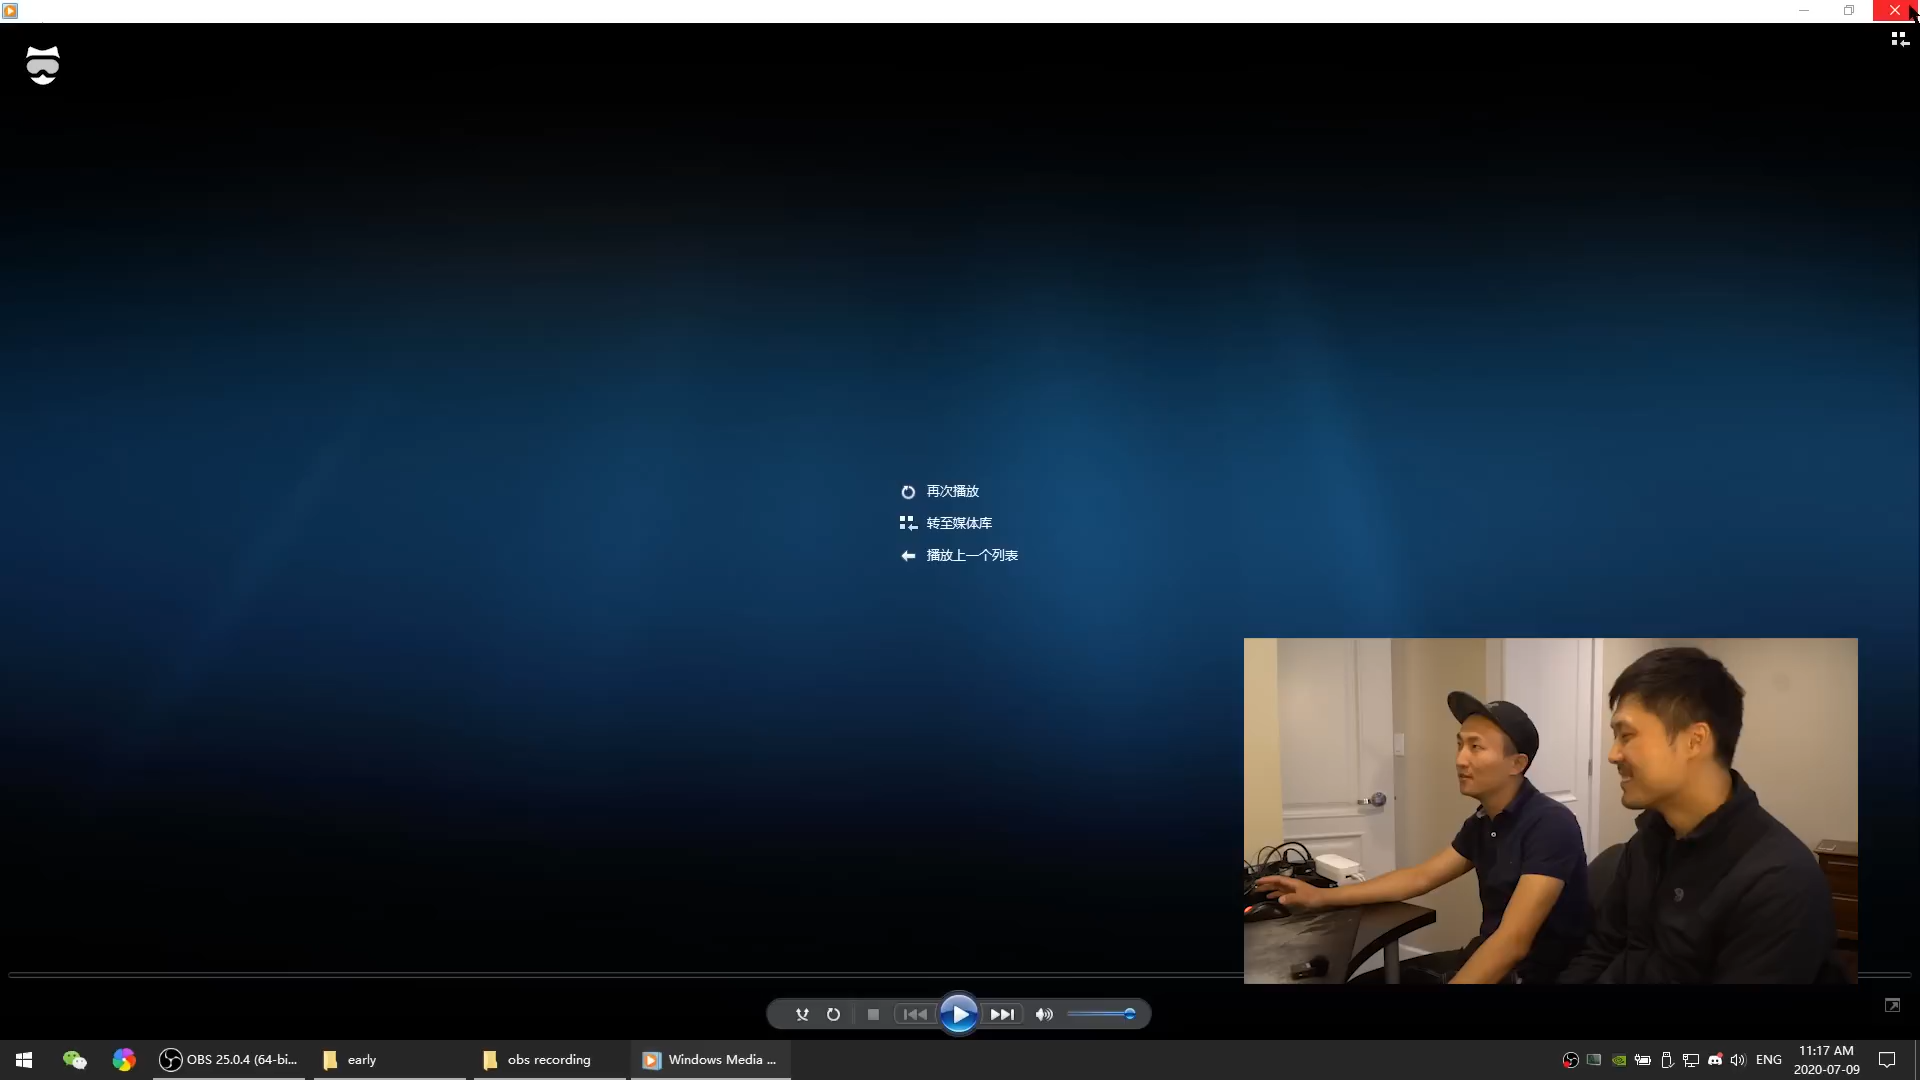 再次播放
转至媒体库
播放上一个列表
OBS 25.0.4 (64-bi...
early
obs recording
Windows Media ...
ENG
11:17 AM
2020-07-09